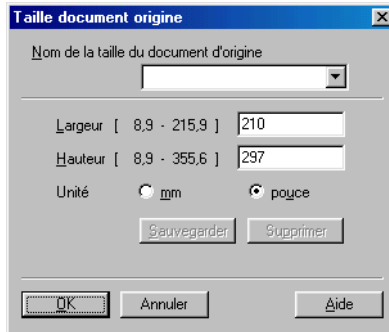 Taille document origine
Nom de la taille du document d'origine
Largeur [ 8,9 - 215,9 ] 210
Hauteur [ 8,9 - 355,6 ] 297
Unité mm pouce
Sauvegarder Supprimer
OK Annuler Aide